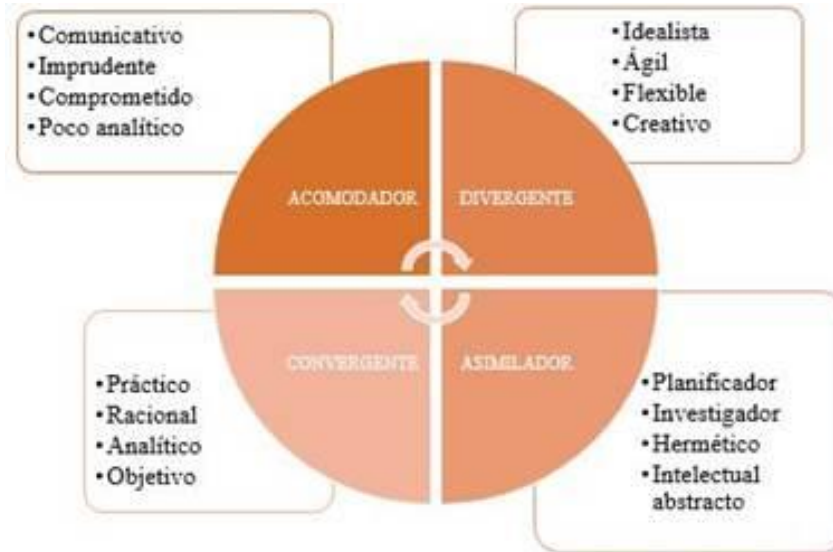 • Comunicativo
• Imprudente
• Comprometido
• Poco analítico
• Idealista
• Ágil
• Flexible
• Creativo
ACOMODADOR
DIVERGENTE
CONVERGENTE
ASIMILADOR
• Práctico
• Racional
• Analítico
• Objetivo
• Planificador
• Investigador
• Hermético
• Intelectual
abstracto